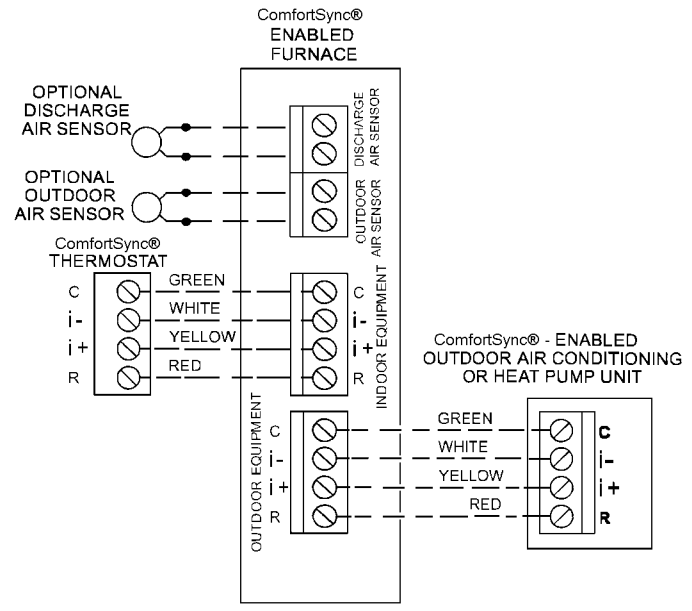 ComfortSync®
ENABLED
FURNACE
OPTIONAL
DISCHARGE
AIR SENSOR
DISCHARGE
AIR SENSOR
OPTIONAL
OUTDOOR
AIR SENSOR
OUTDOOR
AIR SENSOR
ComfortSync®
THERMOSTAT
C
i-
i+
R
GREEN
WHITE
YELLOW
RED
C
i-
i+
R
INDOOR EQUIPMENT
ComfortSync® - ENABLED
OUTDOOR AIR CONDITIONING
OR HEAT PUMP UNIT
OUTDOOR EQUIPMENT
C
i-
i+
R
GREEN
WHITE
YELLOW
RED
C
i-
i+
R